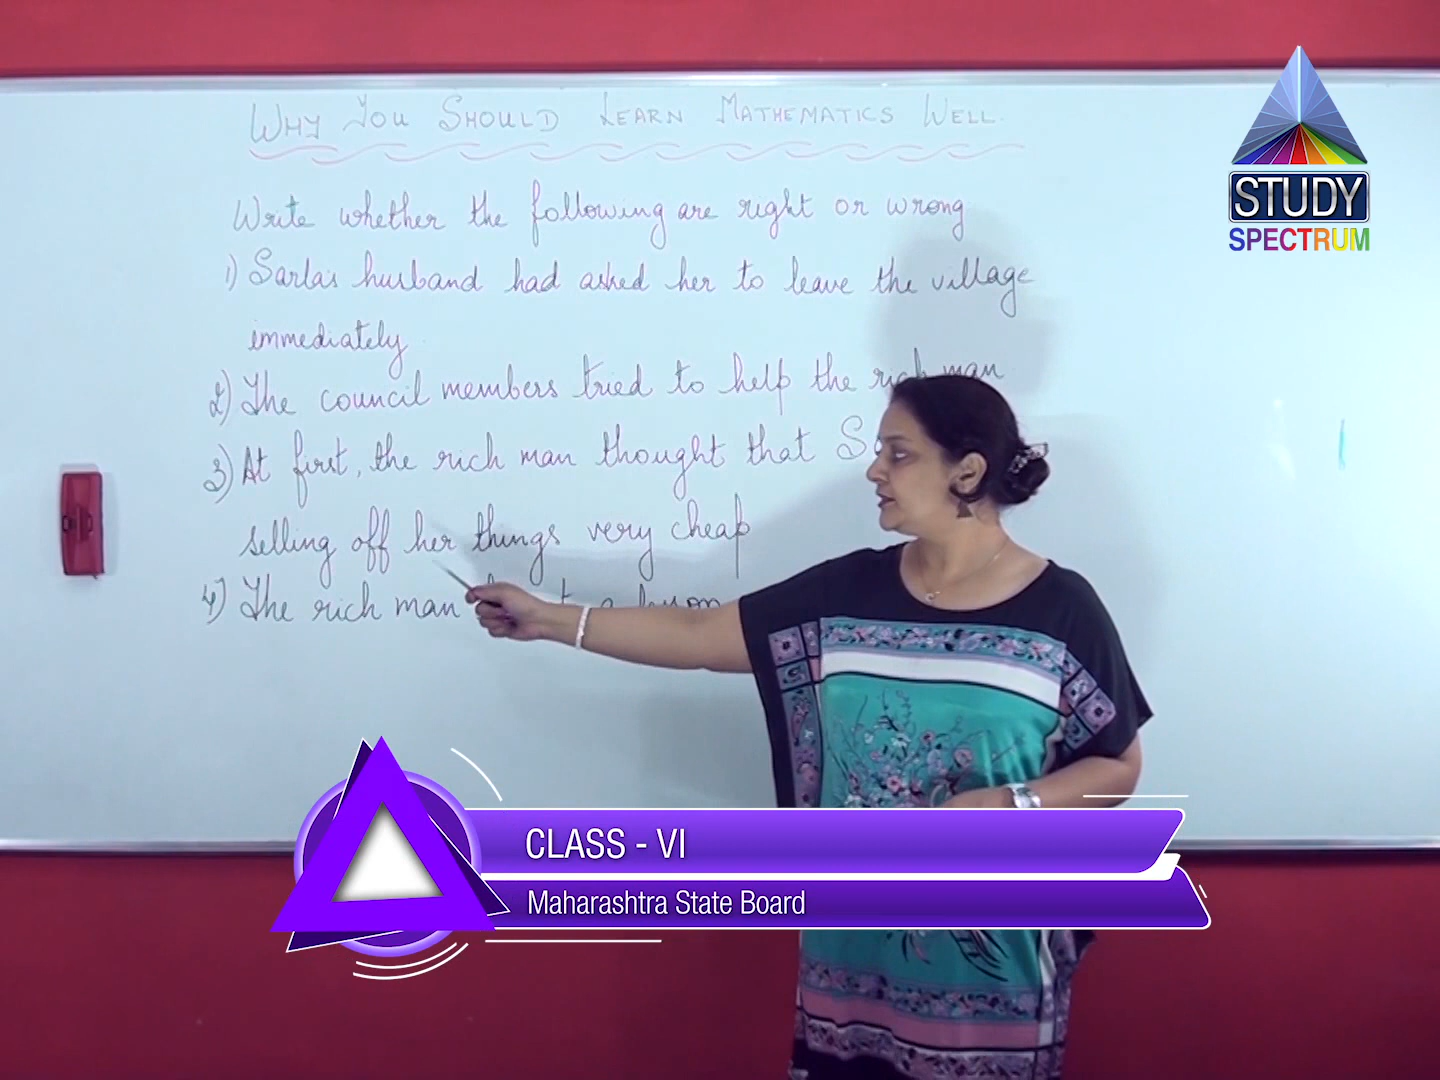 WHY YOU SHOULD LEARN MATHEMATICS WELL.
Write whether the following are right or wrong
1) Sarla's husband had asked her to leave the village
immediately.
2) The council members tried to help the rich man
3) At first, the rich man thought that
selling off her things very cheap
4) The rich man a lesson
STUDY
SPECTRUM
CLASS - VI
Maharashtra State Board